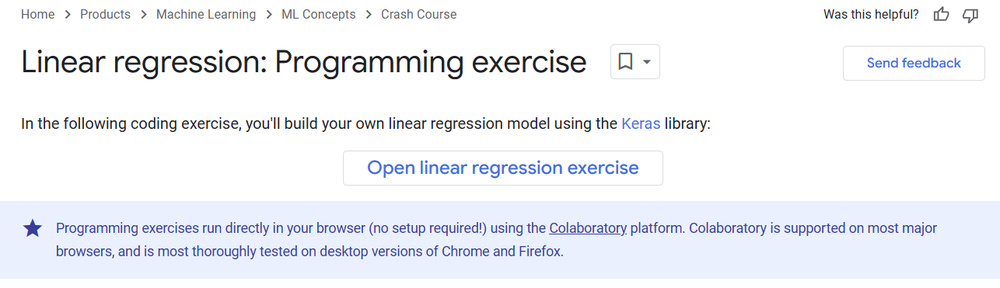 Home > Products > Machine Learning > ML Concepts > Crash Course
Was this helpful?
Linear regression: Programming exercise
Send feedback
In the following coding exercise, you'll build your own linear regression model using the Keras library:
Open linear regression exercise
Programming exercises run directly in your browser (no setup required!) using the Colaboratory platform. Colaboratory is supported on most major
browsers, and is most thoroughly tested on desktop versions of Chrome and Firefox.